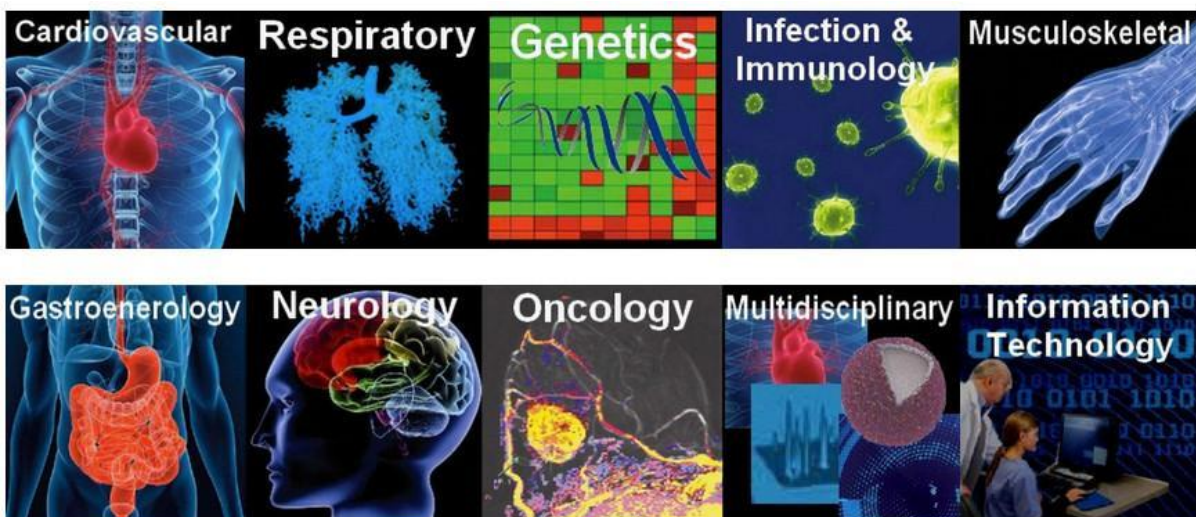 Cardiovascular
Respiratory
Genetics
Infection &
Immunology
Musculoskeletal
Gastroenerology
Neurology
Oncology
Multidisciplinary
Information
Technology